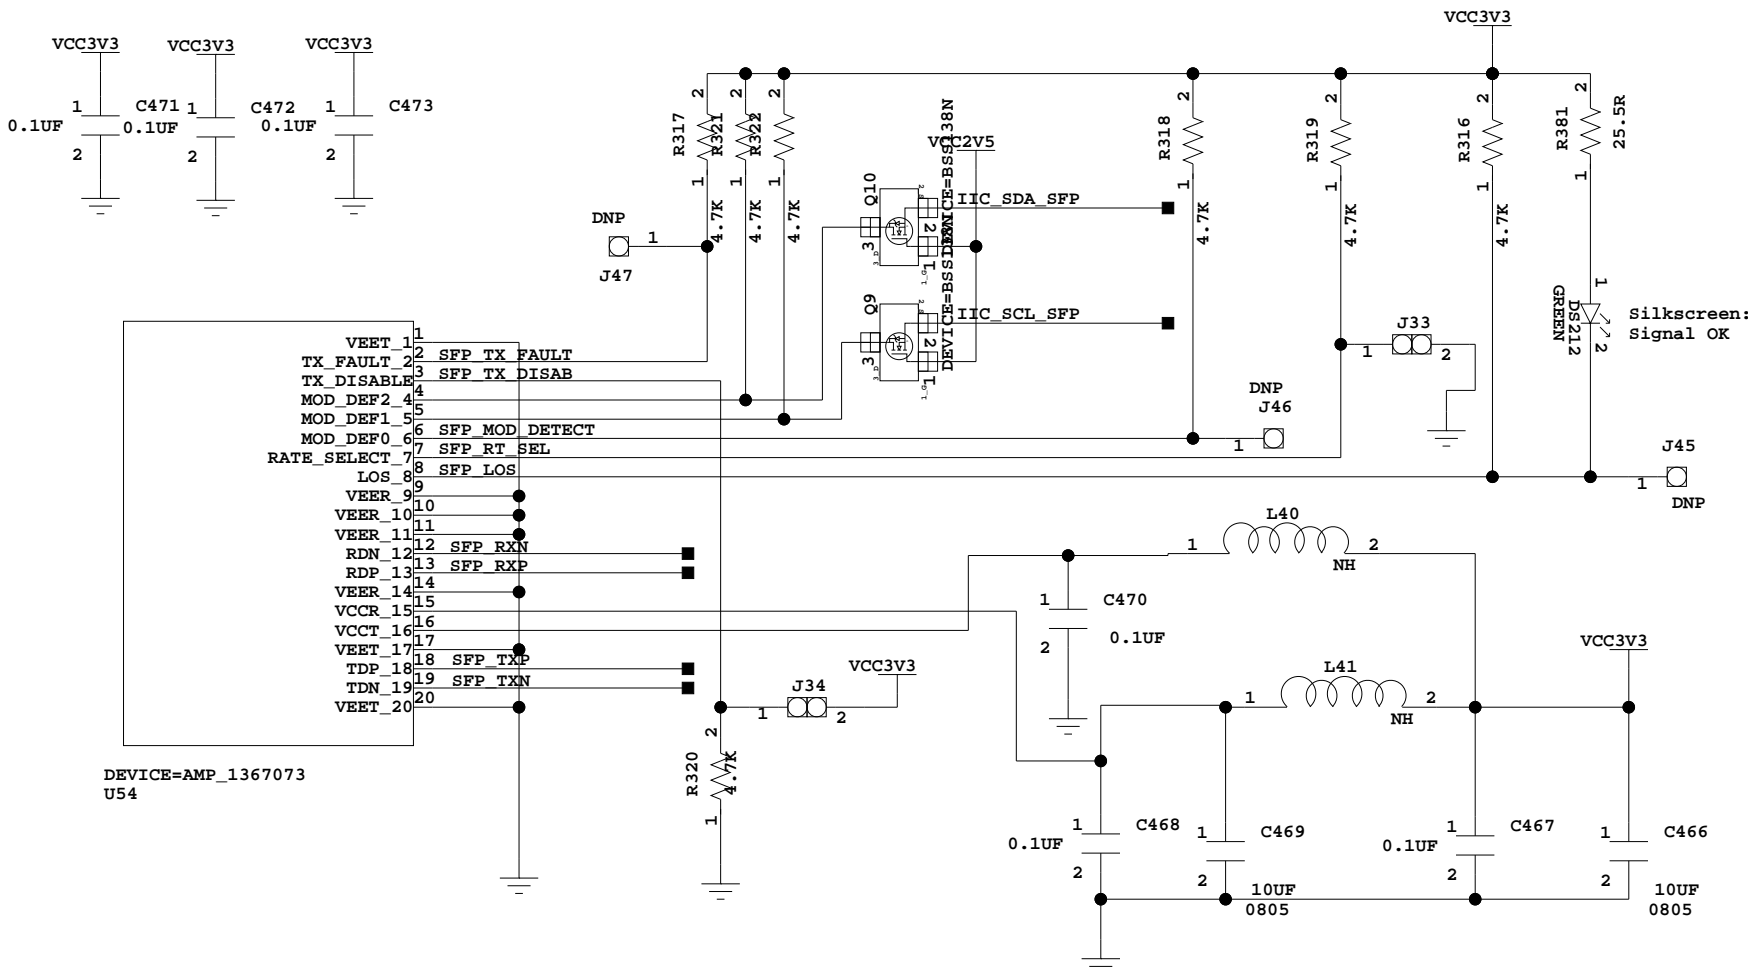 VCC3V3
VCC3V3 VCC3V3 VCC3V3
1 C471 1 C472 1 C473
0.1UF 0.1UF 0.1UF
2 2 2
2 2 2 2 2 2 2
R317 R321 R322 R318 R319 R316 R381 25.5R
1 1 1 1 1 1 1
4.7K 4.7K 4.7K 4.7K 4.7K 4.7K
VCC2V5
DEVICE=BSS138N
Q10
IIC_SDA_SFP
3 2 1
DNP
1
J47
Q9
DEVICE=BSS138N
IIC_SCL_SFP
3 2 1
1
DS212
GREEN
2
Silkscreen:
Signal OK
J33
1 2
DNP
J46
1
J45
1
DNP
VEET_1 1
TX_FAULT_2 2 SFP_TX_FAULT
TX_DISABLE 3 SFP_TX_DISAB
MOD_DEF2_4 4
MOD_DEF1_5 5
MOD_DEF0_6 6 SFP_MOD_DETECT
RATE_SELECT_7 7 SFP_RT_SEL
LOS_8 8 SFP_LOS
VEER_9 9
VEER_10 10
VEER_11 11
RDN_12 12 SFP_RXN
RDP_13 13 SFP_RXP
VEER_14 14
VCCR_15 15
VCCT_16 16
VEET_17 17
TDP_18 18 SFP_TXP
TDN_19 19 SFP_TXN
VEET_20 20
DEVICE=AMP_1367073
U54
L40
1 2
NH
1 C470
0.1UF
2
VCC3V3
J34
1 2
2
R320
4.7K
1
L41
1 2
NH
VCC3V3
1 C468
0.1UF
2
1 C469
2
10UF
0805
1 C467
0.1UF
2
1 C466
2
10UF
0805